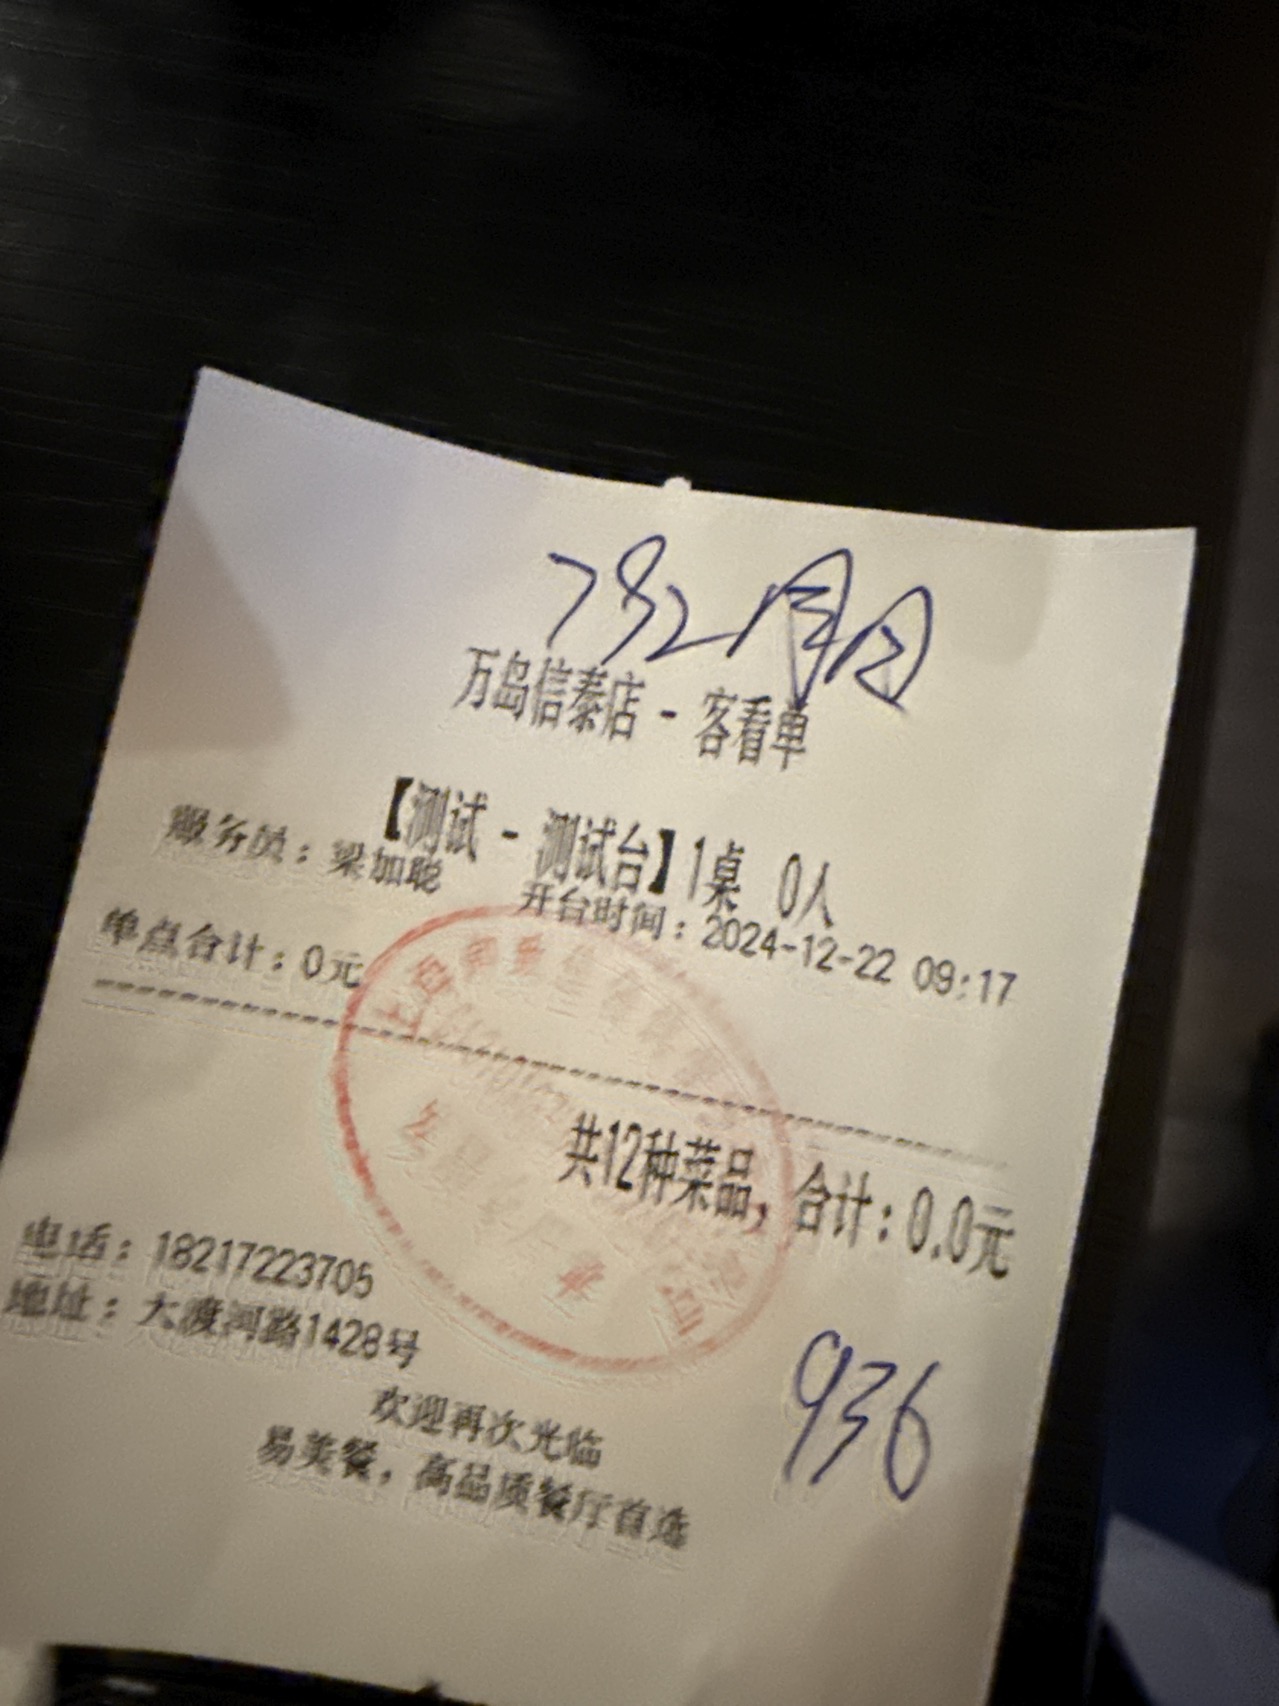 万岛信泰店 - 客看单
【测试 - 测试台】1桌 0人
服务员：梁加聪 开台时间：2024-12-22 09:17
单点合计：0元
共12种菜品，合计：0.0元
电话：18217223705
地址：大渡河路1428号
936
欢迎再次光临
易美餐，高品质餐厅首选